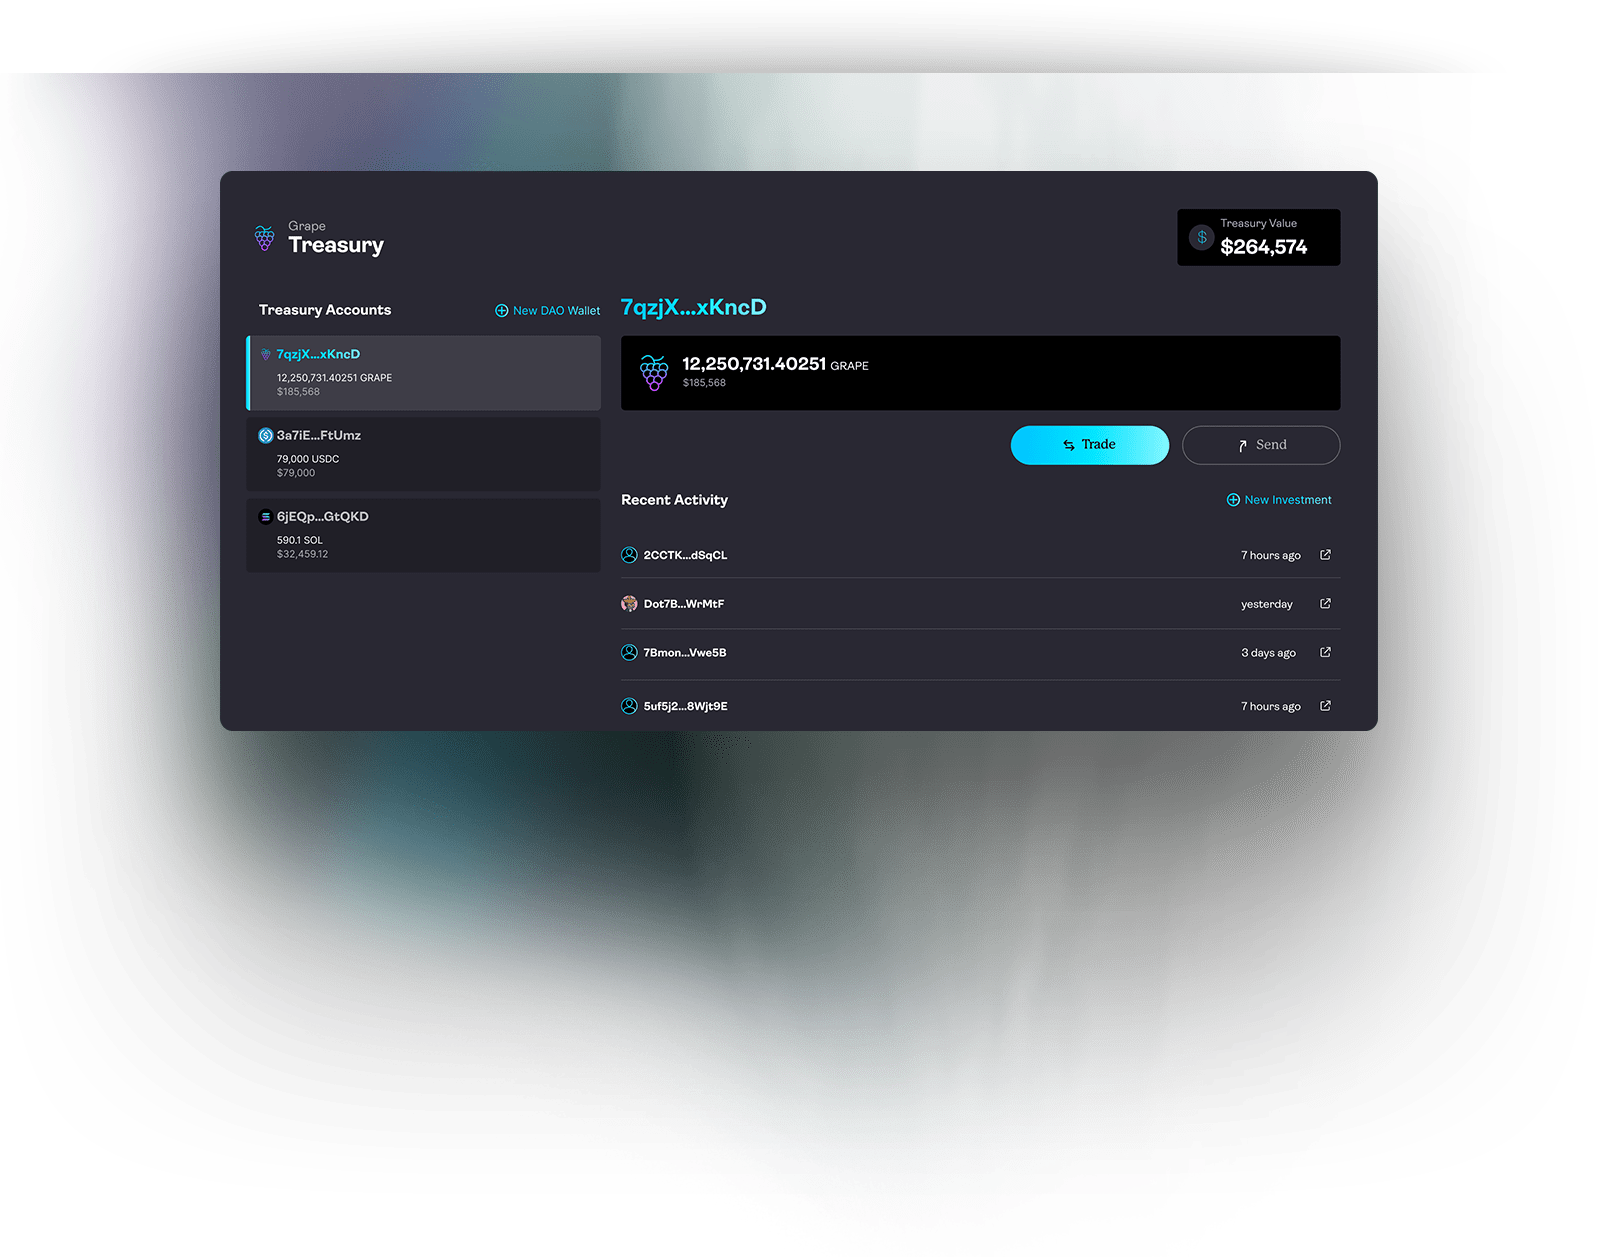 Grape
Treasury
Treasury Value
$264,574
Treasury Accounts
New DAO Wallet
7qzjX...xKncD
12,250,731.40251 GRAPE
$185,568
3a7iE...FtUmz
79,000 USDC
$79,000
6jEQp...GtQKD
590.1 SOL
$32,459.12
7qzjX...xKncD
12,250,731.40251 GRAPE
$185,568
Trade
Send
Recent Activity
New Investment
2CCTK...dSqCL
7 hours ago
Dot7B...WrMtF
yesterday
7Bmon...Vwe5B
3 days ago
5uf5j2...8Wjt9E
7 hours ago